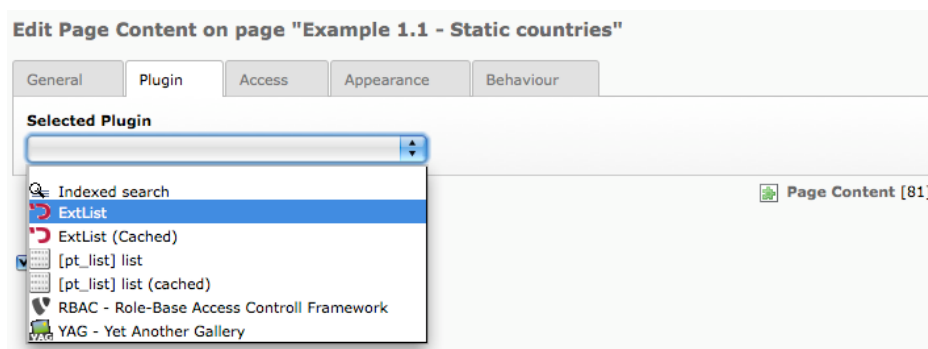 Edit Page Content on page "Example 1.1 - Static countries"
General Plugin Access Appearance Behaviour
Selected Plugin
Indexed search
Page Content [81]
ExtList
ExtList (Cached)
[pt_list] list
[pt_list] list (cached)
RBAC - Role-Base Access Controll Framework
YAG - Yet Another Gallery
YAG